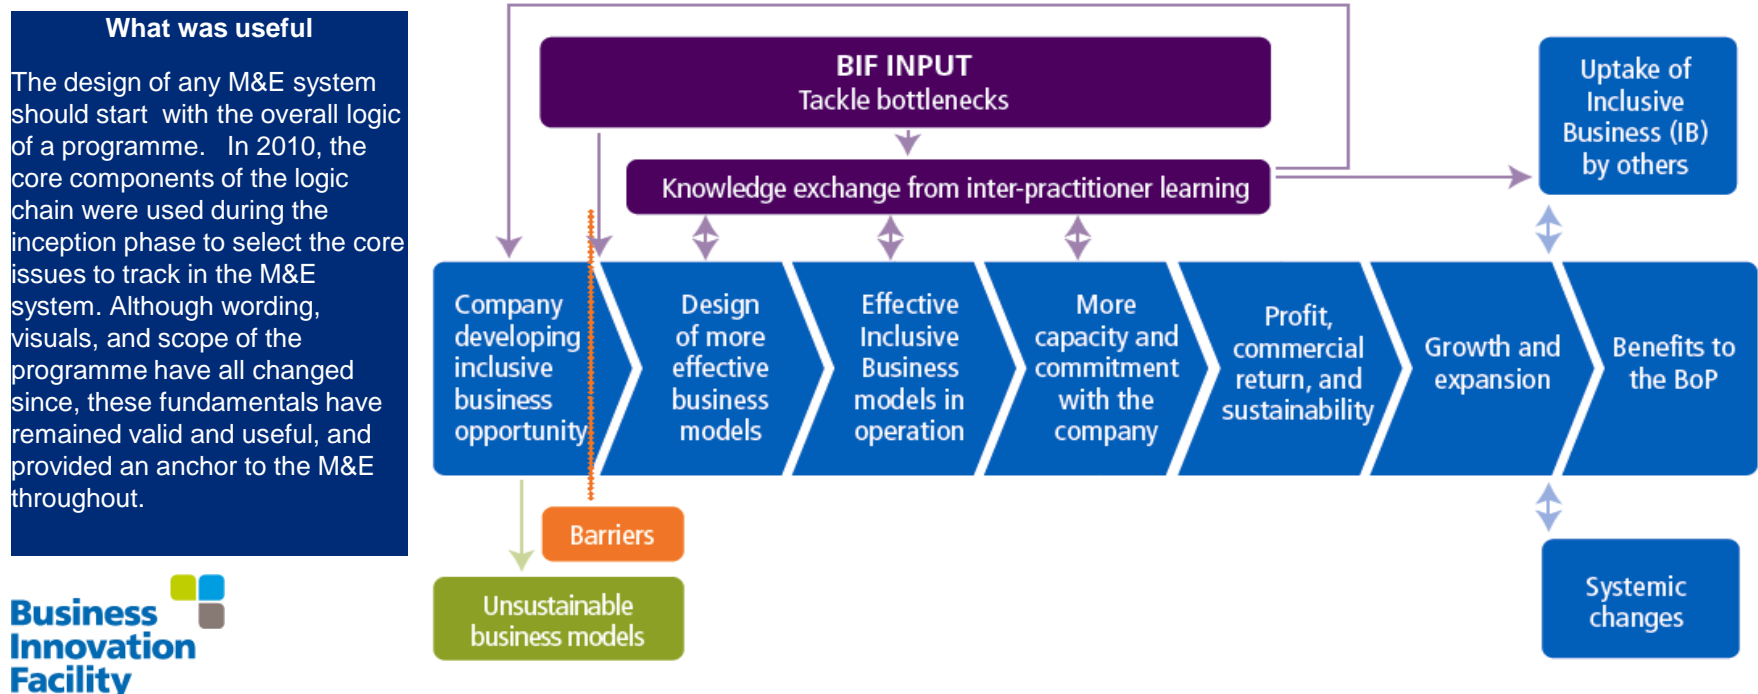 What was useful
The design of any M&E system
should start with the overall logic
of a programme. In 2010, the
core components of the logic
chain were used during the
inception phase to select the core
issues to track in the M&E
system. Although wording,
visuals, and scope of the
programme have all changed
since, these fundamentals have
remained valid and useful, and
provided an anchor to the M&E
throughout.
Business
Innovation
Facility
BIF INPUT
Tackle bottlenecks
Knowledge exchange from inter-practitioner learning
Uptake of
Inclusive
Business (IB)
by others
Company
developing
inclusive
business
opportunity
Design
of more
effective
business
models
Effective
Inclusive
Business
models in
operation
More
capacity and
commitment
with the
company
Profit,
commercial
return, and
sustainability
Growth and
expansion
Benefits to
the BoP
Barriers
Unsustainable
business models
Systemic
changes